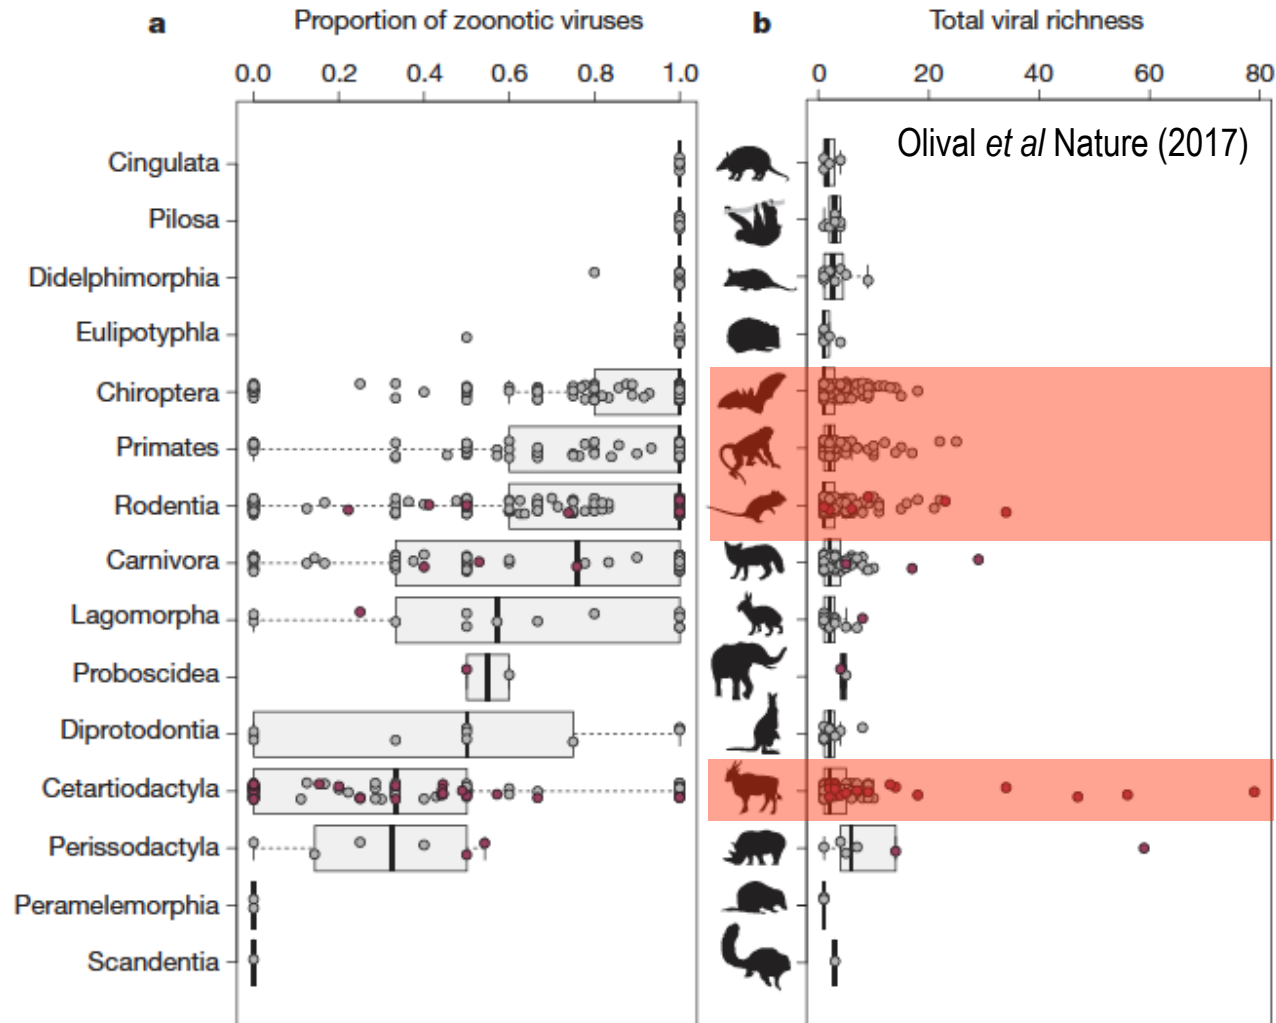 a Proportion of zoonotic viruses b Total viral richness
0.0 0.2 0.4 0.6 0.8 1.0 0 20 40 60 80
Olival et al Nature (2017)
Cingulata
Pilosa
Didelphimorphia
Eulipotyphla
Chiroptera
Primates
Rodentia
Carnivora
Lagomorpha
Proboscidea
Diprotodontia
Cetartiodactyla
Perissodactyla
Peramelemorphia
Scandentia